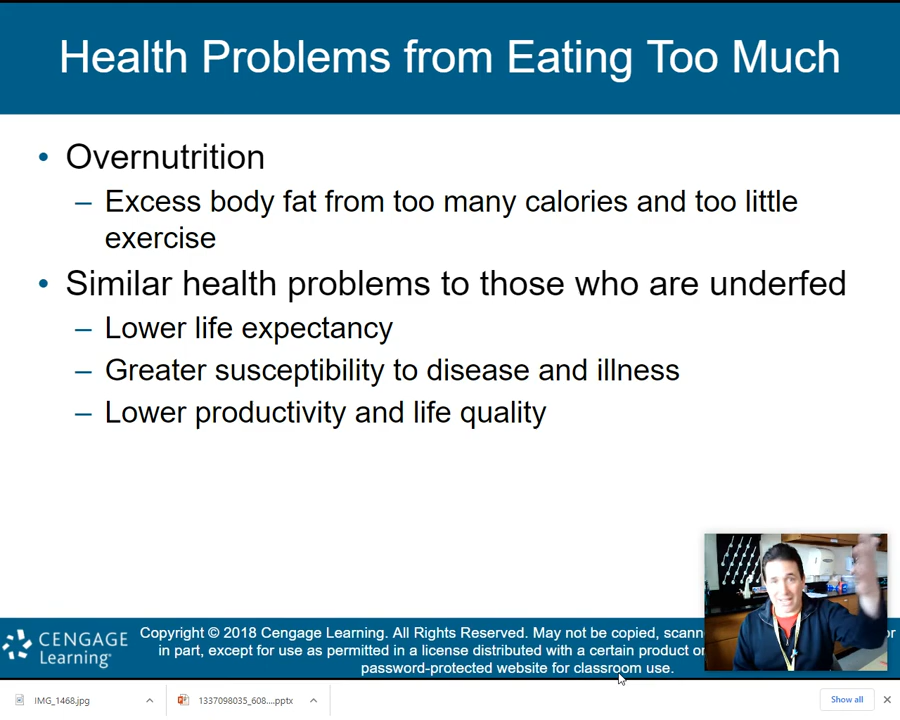 Health Problems from Eating Too Much
• Overnutrition
– Excess body fat from too many calories and too little
exercise
• Similar health problems to those who are underfed
– Lower life expectancy
– Greater susceptibility to disease and illness
– Lower productivity and life quality
CENGAGE
Learning™
Copyright © 2018 Cengage Learning. All Rights Reserved. May not be copied, scann or
in part, except for use as permitted in a license distributed with a certain product or
password-protected website for classroom use.
IMG_1468.jpg
1337098035_608....pptx
Show all